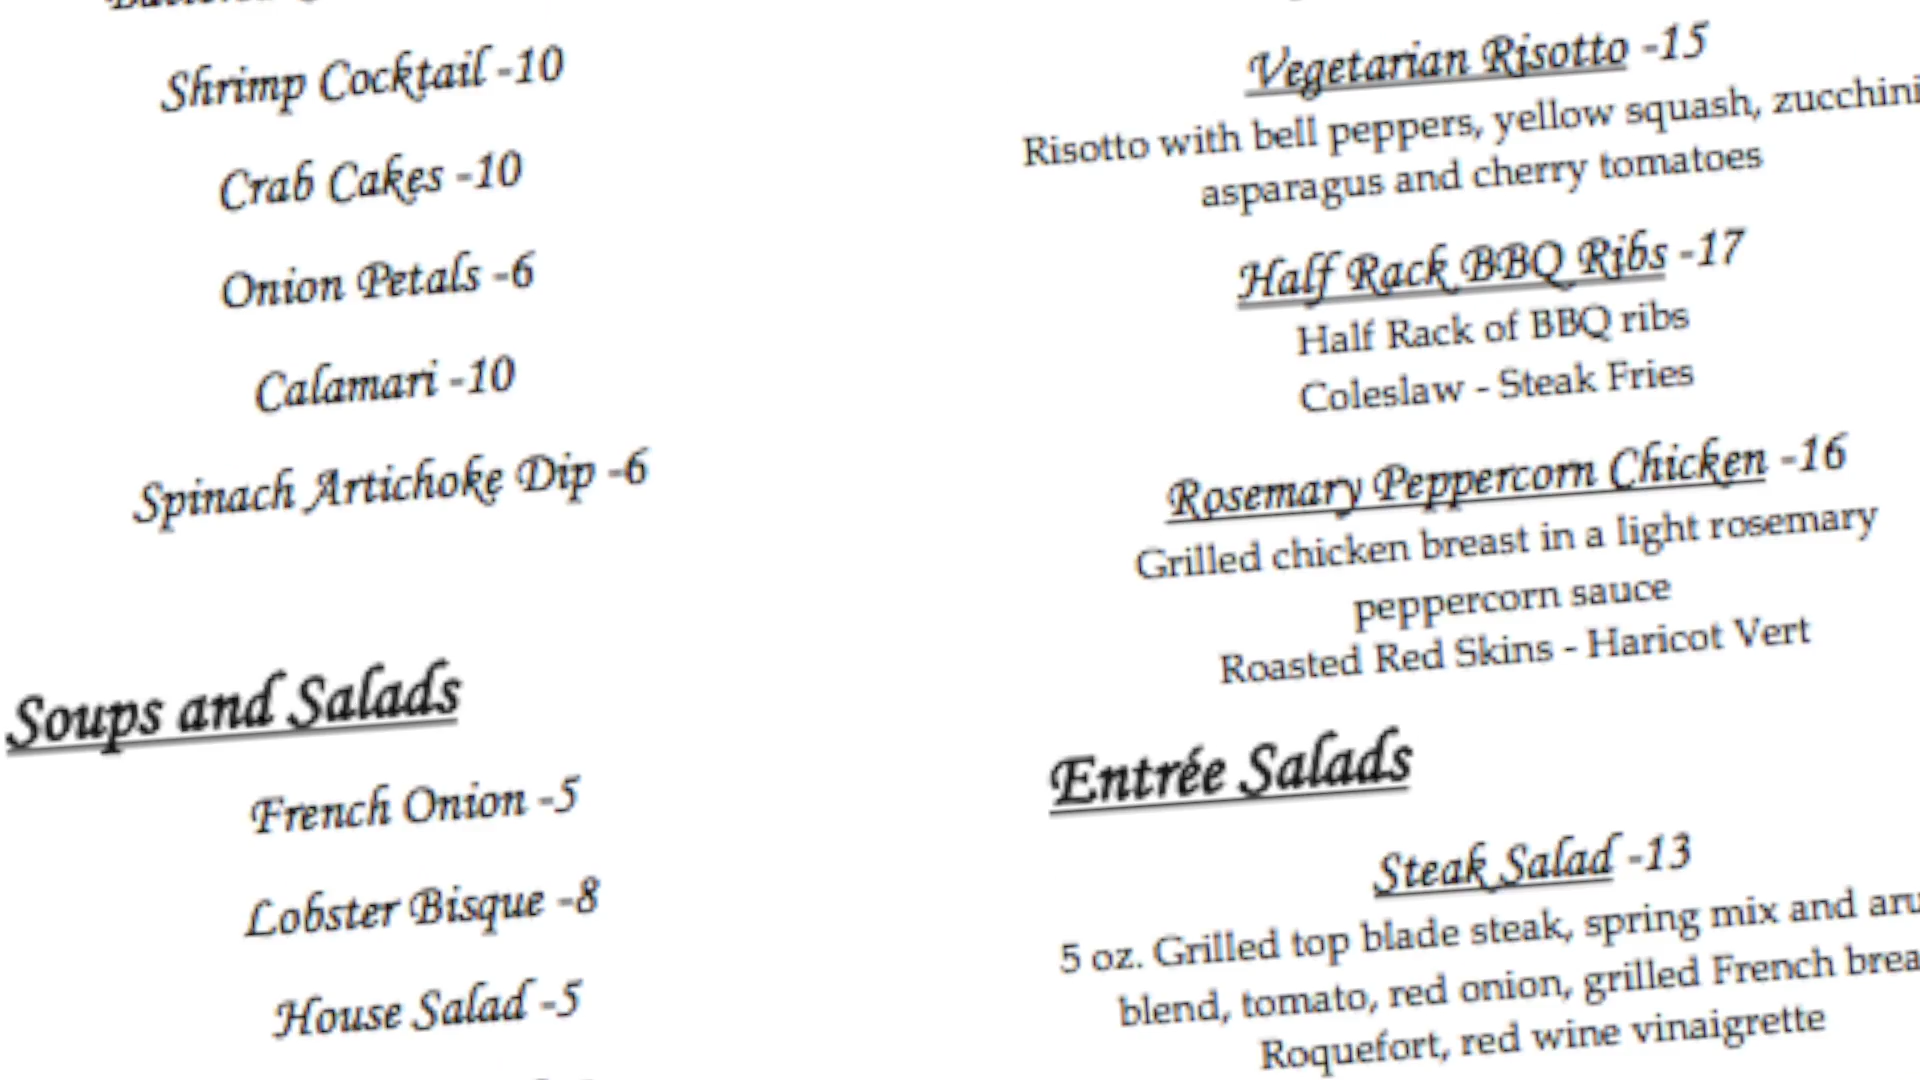 Shrimp Cocktail -10
Crab Cakes -10
Onion Petals -6
Calamari -10
Spinach Artichoke Dip -6
Soups and Salads
French Onion -5
Lobster Bisque -8
House Salad -5
Vegetarian Risotto -15
Risotto with bell peppers, yellow squash, zucchini
asparagus and cherry tomatoes
Half Rack BBQ Ribs -17
Half Rack of BBQ ribs
Coleslaw - Steak Fries
Rosemary Peppercorn Chicken -16
Grilled chicken breast in a light rosemary
peppercorn sauce
Roasted Red Skins - Haricot Vert
Entrée Salads
Steak Salad -13
5 oz. Grilled top blade steak, spring mix and
blend, tomato, red onion, grilled French
Roquefort, red wine vinaigrette